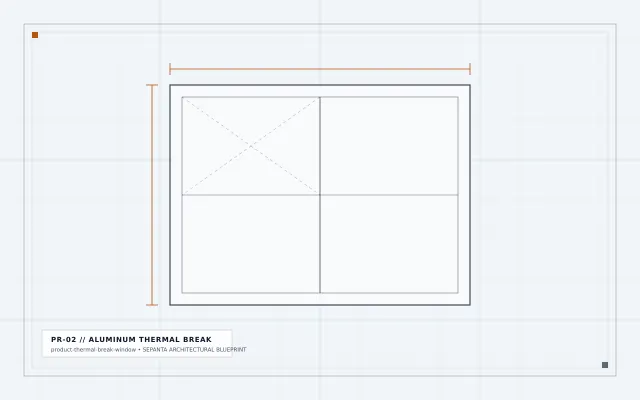 PR-02 // ALUMINUM THERMAL BREAK
product-thermal-break-window • SEPANTA ARCHITECTURAL BLUEPRINT